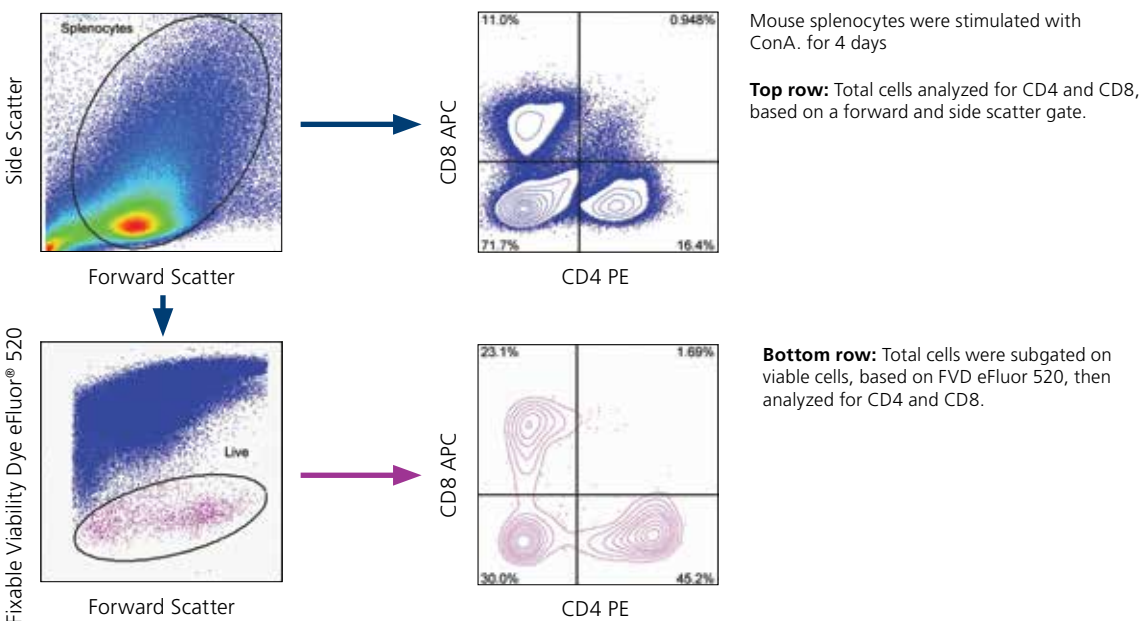 Splenocytes
Side Scatter
Forward Scatter
11.0%
0.948%
71.7%
16.4%
CD8 APC
CD4 PE
Mouse splenocytes were stimulated with
ConA. for 4 days
Top row: Total cells analyzed for CD4 and CD8,
based on a forward and side scatter gate.
Fixable Viability Dye eFluor® 520
Live
Forward Scatter
23.1%
1.69%
30.0%
45.2%
CD8 APC
CD4 PE
Bottom row: Total cells were subgated on
viable cells, based on FVD eFluor 520, then
analyzed for CD4 and CD8.